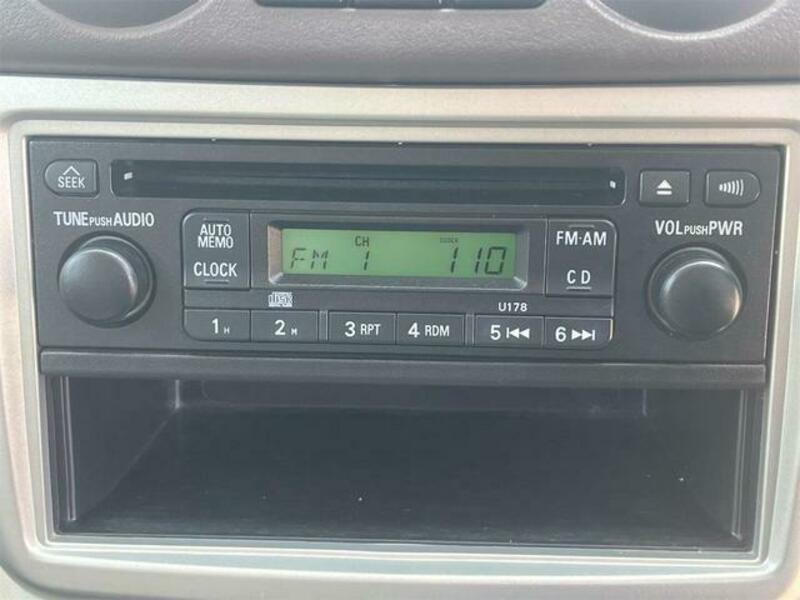 SEEK
TUNE PUSH AUDIO
AUTO
MEMO
CLOCK
FM 1 CH CLOCK 110
FM·AM
CD
VOL PUSH PWR
U178
1 H 2 M 3 RPT 4 RDM 5 6